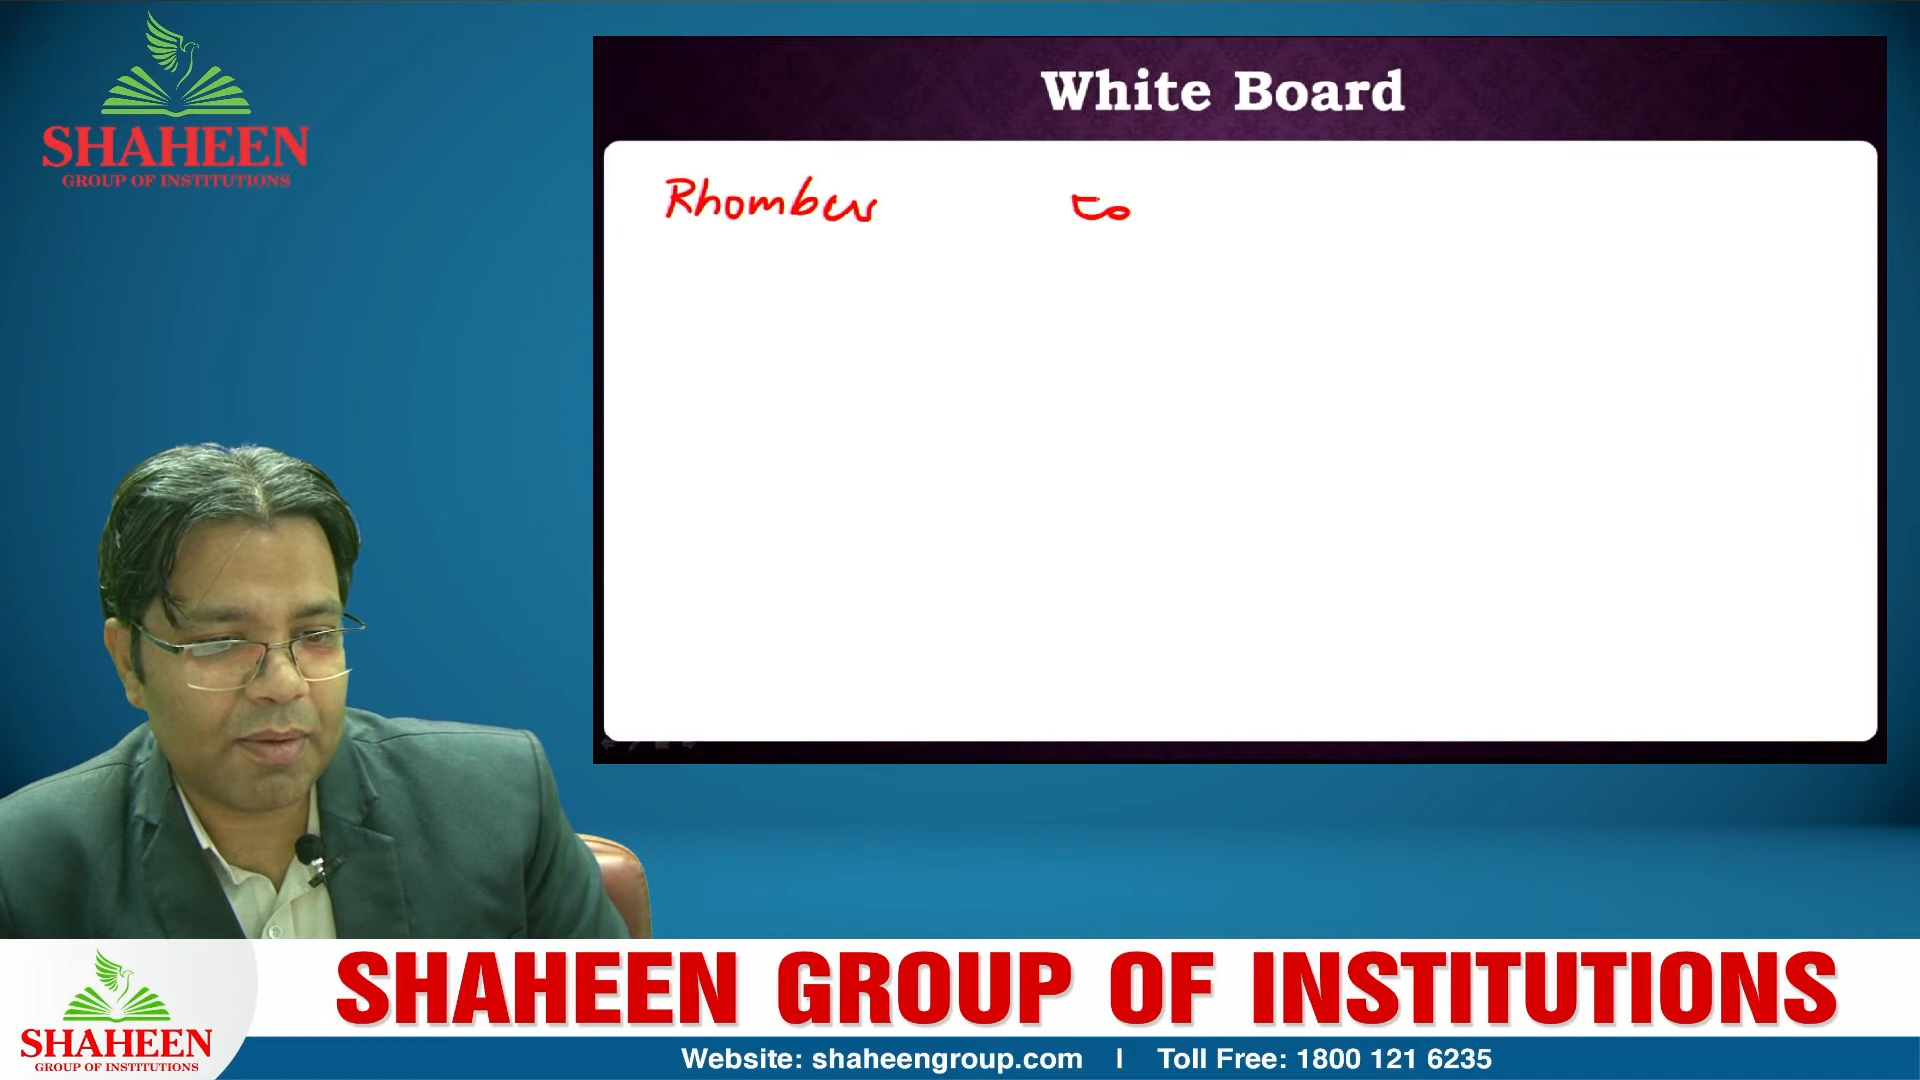 SHAHEEN
GROUP OF INSTITUTIONS
White Board
Rhombus
SHAHEEN
GROUP OF INSTITUTIONS
SHAHEEN GROUP OF INSTITUTIONS
Website: shaheengroup.com | Toll Free: 1800 121 6235